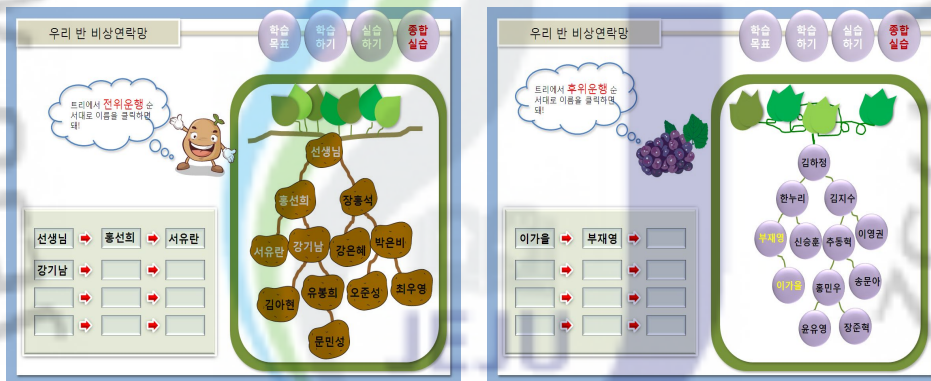 우리 반 비상연락망
학습
목표
학습
하기
실습
하기
종합
실습
트리에서 전위운행 순
서대로 이름을 클릭하면
돼!
선생님
홍선희
장홍석
서유란
강기남
강은혜
박은비
김아현
유봉희
오준성
최우영
문민성
선생님
홍선희
서유란
강기남
우리 반 비상연락망
학습
목표
학습
하기
실습
하기
종합
실습
트리에서 후위운행 순
서대로 이름을 클릭하면
돼!
김하정
한누리
김지수
부재영
신승훈
주동혁
이영권
이가을
홍민우
송문아
윤유영
장준혁
이가을
부재영
JEJU